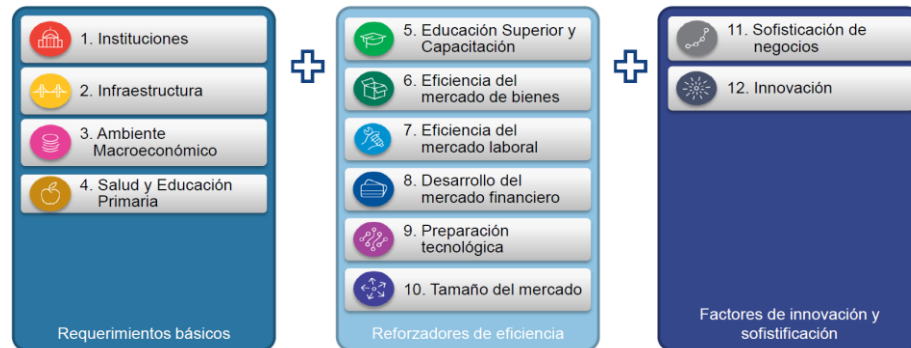 1. Instituciones
2. Infraestructura
3. Ambiente
Macroeconómico
4. Salud y Educación
Primaria
Requerimientos básicos
5. Educación Superior y
Capacitación
6. Eficiencia del
mercado de bienes
7. Eficiencia del
mercado laboral
8. Desarrollo del
mercado financiero
9. Preparación
tecnológica
10. Tamaño del mercado
Reforzadores de eficiencia
11. Sofisticación de
negocios
12. Innovación
Factores de innovación y
sofistificación